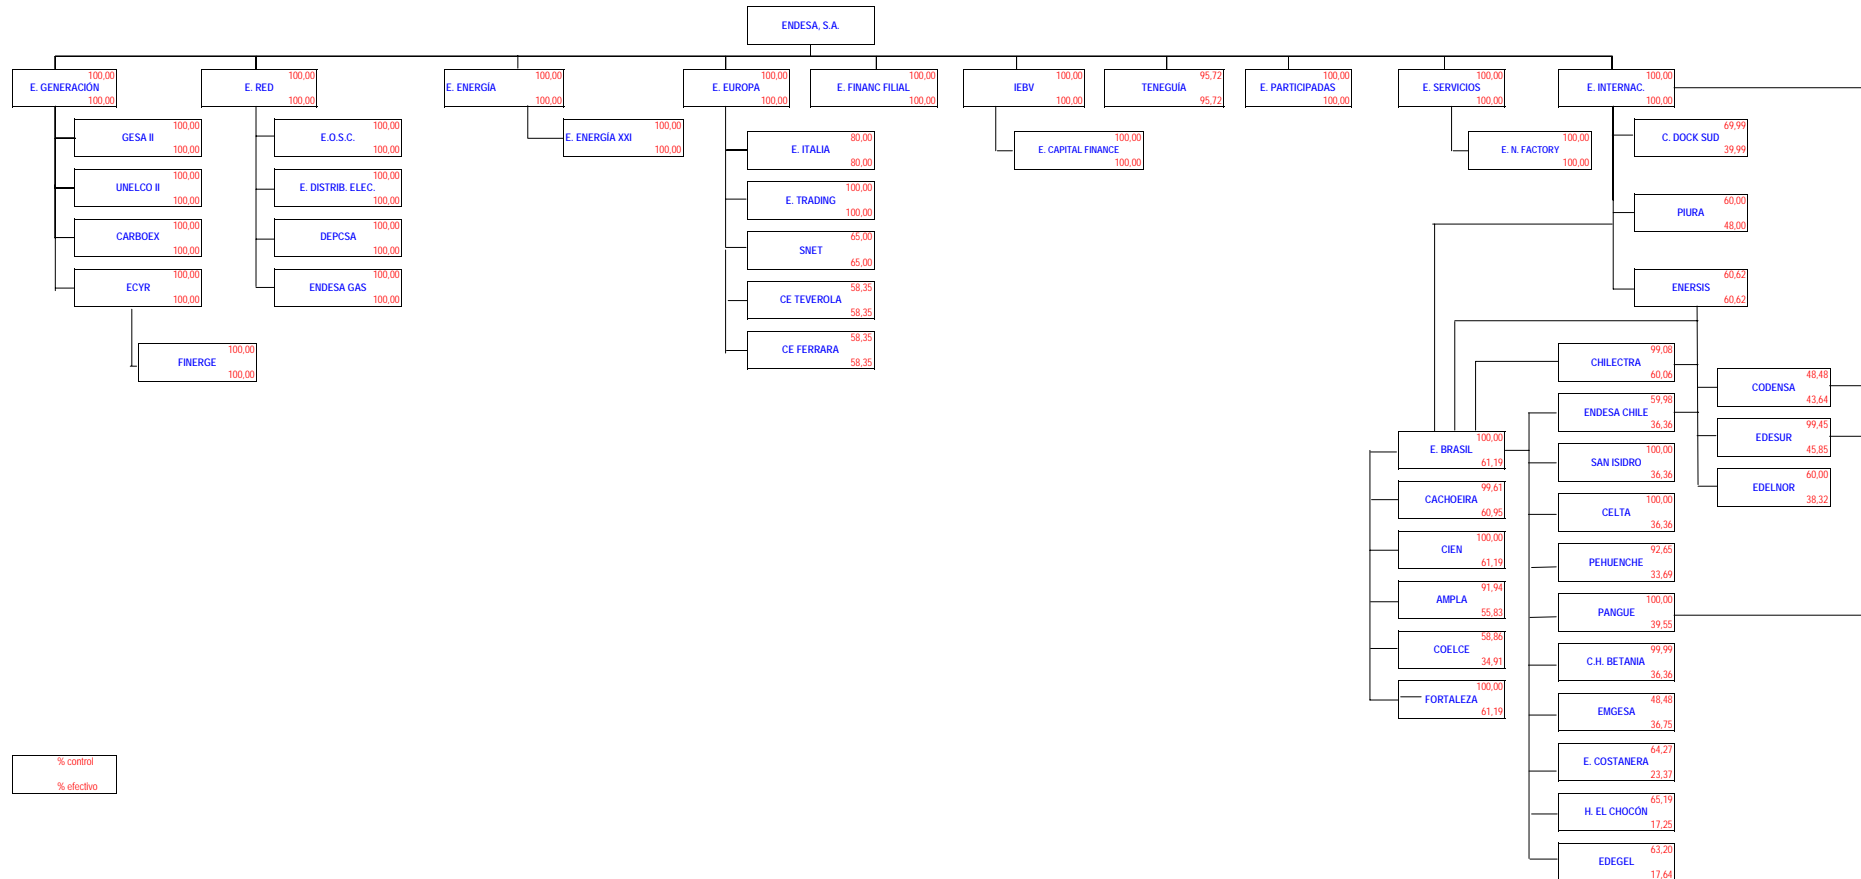 ENDESA, S.A.
100,00
E. GENERACIÓN
100,00
100,00
E. RED
100,00
100,00
E. ENERGÍA
100,00
100,00
E. EUROPA
100,00
100,00
E. FINANC FILIAL
100,00
100,00
IEBV
100,00
95,72
TENEGUÍA
95,72
100,00
E. PARTICIPADAS
100,00
100,00
E. SERVICIOS
100,00
100,00
E. INTERNAC.
100,00
100,00
GESA II
100,00
100,00
UNELCO II
100,00
100,00
CARBOEX
100,00
100,00
ECYR
100,00
100,00
FINERGE
100,00
100,00
E.O.S.C.
100,00
100,00
E. DISTRIB. ELEC.
100,00
100,00
DEPCSA
100,00
100,00
ENDESA GAS
100,00
100,00
E. ENERGÍA XXI
100,00
80,00
E. ITALIA
80,00
100,00
E. TRADING
100,00
65,00
SNET
65,00
58,35
CE TEVEROLA
58,35
58,35
CE FERRARA
58,35
100,00
E. CAPITAL FINANCE
100,00
100,00
E. N. FACTORY
100,00
69,99
C. DOCK SUD
39,99
60,00
PIURA
48,00
60,62
ENERSIS
60,62
99,08
CHILECTRA
60,06
59,98
ENDESA CHILE
36,36
100,00
SAN ISIDRO
36,36
100,00
CELTA
36,36
92,65
PEHUENCHE
33,69
100,00
PANGUE
39,55
99,99
C.H. BETANIA
36,36
48,48
EMGESA
36,75
64,27
E. COSTANERA
23,37
65,19
H. EL CHOCÓN
17,25
63,20
EDEGEL
17,64
48,48
CODENSA
43,64
99,45
EDESUR
45,85
60,00
EDELNOR
38,32
100,00
E. BRASIL
61,19
99,61
CACHOEIRA
60,95
100,00
CIEN
61,19
91,94
AMPLA
55,83
58,86
COELCE
34,91
100,00
FORTALEZA
61,19
% control
% efectivo